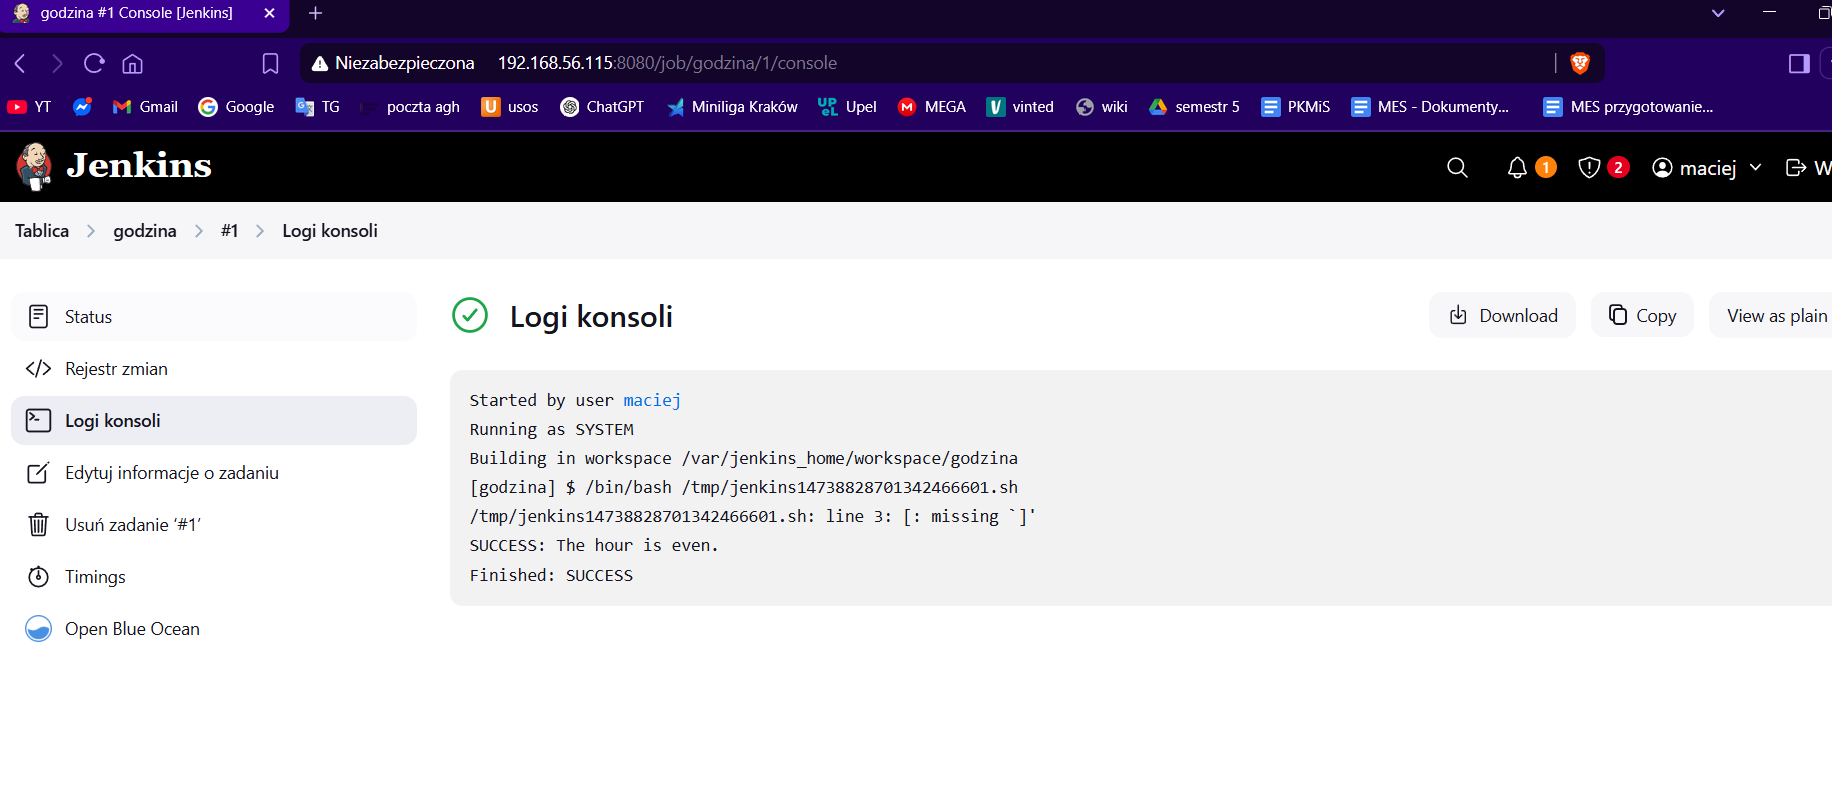 godzina #1 Console [Jenkins]
Niezabezpieczona 192.168.56.115:8080/job/godzina/1/console
YT Gmail Google TG poczta agh usos ChatGPT Miniliga Kraków Upel MEGA vinted wiki semestr 5 PKMiS MES - Dokumenty... MES przygotowanie...
Jenkins 1 2 maciej W
Tablica godzina #1 Logi konsoli
Status
Rejestr zmian
Logi konsoli
Edytuj informacje o zadaniu
Usuń zadanie ‘#1’
Timings
Open Blue Ocean
Logi konsoli Download Copy View as plain
Started by user maciej
Running as SYSTEM
Building in workspace /var/jenkins_home/workspace/godzina
[godzina] $ /bin/bash /tmp/jenkins14738828701342466601.sh
/tmp/jenkins14738828701342466601.sh: line 3: [: missing `]'
SUCCESS: The hour is even.
Finished: SUCCESS